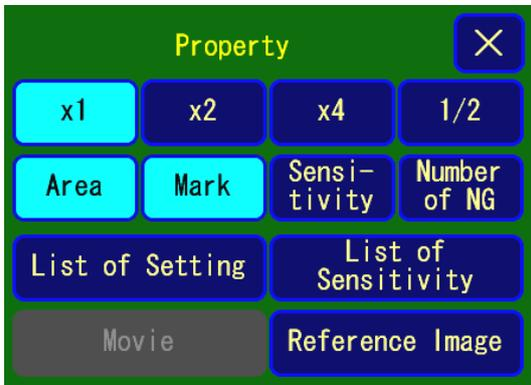 Property
x1 x2 x4 1/2
Area Mark Sensi-
tivity Number
of NG
List of Setting List of
Sensitivity
Movie Reference Image